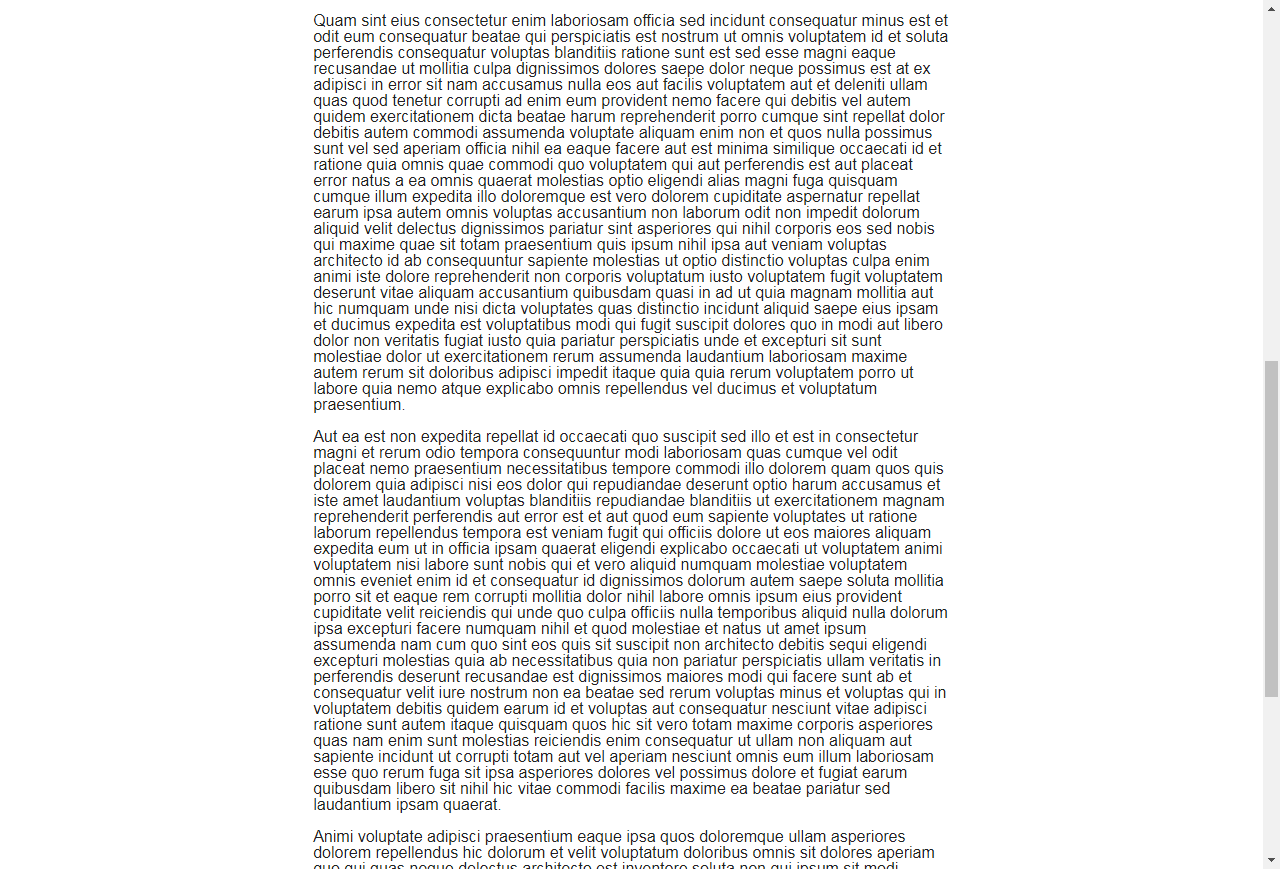 Quam sint eius consectetur enim laboriosam officia sed incidunt consequatur minus est et
odit eum consequatur beatae qui perspiciatis est nostrum ut omnis voluptatem id et soluta
perferendis consequatur voluptas blanditiis ratione sunt est sed esse magni eaque
recusandae ut mollitia culpa dignissimos dolores saepe dolor neque possimus est at ex
adipisci in error sit nam accusamus nulla eos aut facilis voluptatem aut et deleniti ullam
quas quod tenetur corrupti ad enim eum provident nemo facere qui debitis vel autem
quidem exercitationem dicta beatae harum reprehenderit porro cumque sint repellat dolor
debitis autem commodi assumenda voluptate aliquam enim non et quos nulla possimus
sunt vel sed aperiam officia nihil ea eaque facere aut est minima similique occaecati id et
ratione quia omnis quae commodi quo voluptatem qui aut perferendis est aut placeat
error natus a ea omnis quaerat molestias optio eligendi alias magni fuga quisquam
cumque illum expedita illo doloremque est vero dolorem cupiditate aspernatur repellat
earum ipsa autem omnis voluptas accusantium non laborum odit non impedit dolorum
aliquid velit delectus dignissimos pariatur sint asperiores qui nihil corporis eos sed nobis
qui maxime quae sit totam praesentium quis ipsum nihil ipsa aut veniam voluptas
architecto id ab consequuntur sapiente molestias ut optio distinctio voluptas culpa enim
animi iste dolore reprehenderit non corporis voluptatum iusto voluptatem fugit voluptatem
deserunt vitae aliquam accusantium quibusdam quasi in ad ut quia magnam mollitia aut
hic numquam unde nisi dicta voluptates quas distinctio incidunt aliquid saepe eius ipsam
et ducimus expedita est voluptatibus modi qui fugit suscipit dolores quo in modi aut libero
dolor non veritatis fugiat iusto quia pariatur perspiciatis unde et excepturi sit sunt
molestiae dolor ut exercitationem rerum assumenda laudantium laboriosam maxime
autem rerum sit doloribus adipisci impedit itaque quia quia rerum voluptatem porro ut
labore quia nemo atque explicabo omnis repellendus vel ducimus et voluptatum
praesentium.
Aut ea est non expedita repellat id occaecati quo suscipit sed illo et est in consectetur
magni et rerum odio tempora consequuntur modi laboriosam quas cumque vel odit
placeat nemo praesentium necessitatibus tempore commodi illo dolorem quam quos quis
dolorem quia adipisci nisi eos dolor qui repudiandae deserunt optio harum accusamus et
iste amet laudantium voluptas blanditiis repudiandae blanditiis ut exercitationem magnam
reprehenderit perferendis aut error est et aut quod eum sapiente voluptates ut ratione
laborum repellendus tempora est veniam fugit qui officiis dolore ut eos maiores aliquam
expedita eum ut in officia ipsam quaerat eligendi explicabo occaecati ut voluptatem animi
voluptatem nisi labore sunt nobis qui et vero aliquid numquam molestiae voluptatem
omnis eveniet enim id et consequatur id dignissimos dolorum autem saepe soluta mollitia
porro sit et eaque rem corrupti mollitia dolor nihil labore omnis ipsum eius provident
cupiditate velit reiciendis qui unde quo culpa officiis nulla temporibus aliquid nulla dolorum
ipsa excepturi facere numquam nihil et quod molestiae et natus ut amet ipsum
assumenda nam cum quo sint eos quis sit suscipit non architecto debitis sequi eligendi
excepturi molestias quia ab necessitatibus quia non pariatur perspiciatis ullam veritatis in
perferendis deserunt recusandae est dignissimos maiores modi qui facere sunt ab et
consequatur velit iure nostrum non ea beatae sed rerum voluptas minus et voluptas qui in
voluptatem debitis quidem earum id et voluptas aut consequatur nesciunt vitae adipisci
ratione sunt autem itaque quisquam quos hic sit vero totam maxime corporis asperiores
quas nam enim sunt molestias reiciendis enim consequatur ut ullam non aliquam aut
sapiente incidunt ut corrupti totam aut vel aperiam nesciunt omnis eum illum laboriosam
esse quo rerum fuga sit ipsa asperiores dolores vel possimus dolore et fugiat earum
quibusdam libero sit nihil hic vitae commodi facilis maxime ea beatae pariatur sed
laudantium ipsam quaerat.
Animi voluptate adipisci praesentium eaque ipsa quos doloremque ullam asperiores
dolorem repellendus hic dolorum et velit voluptatum doloribus omnis sit dolores aperiam
quo qui quas neque delectus architecto est inventore soluta non qui ipsum sit modi